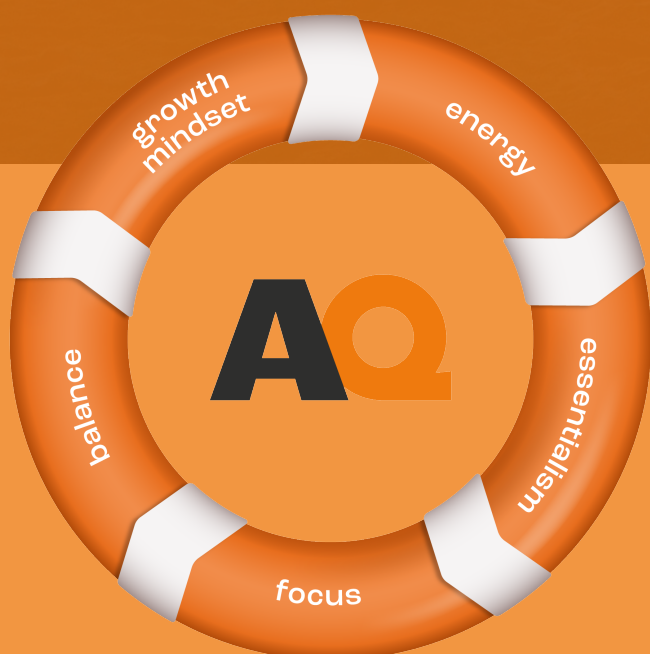 growth
mindset
energy
essentialism
focus
balance
AQ